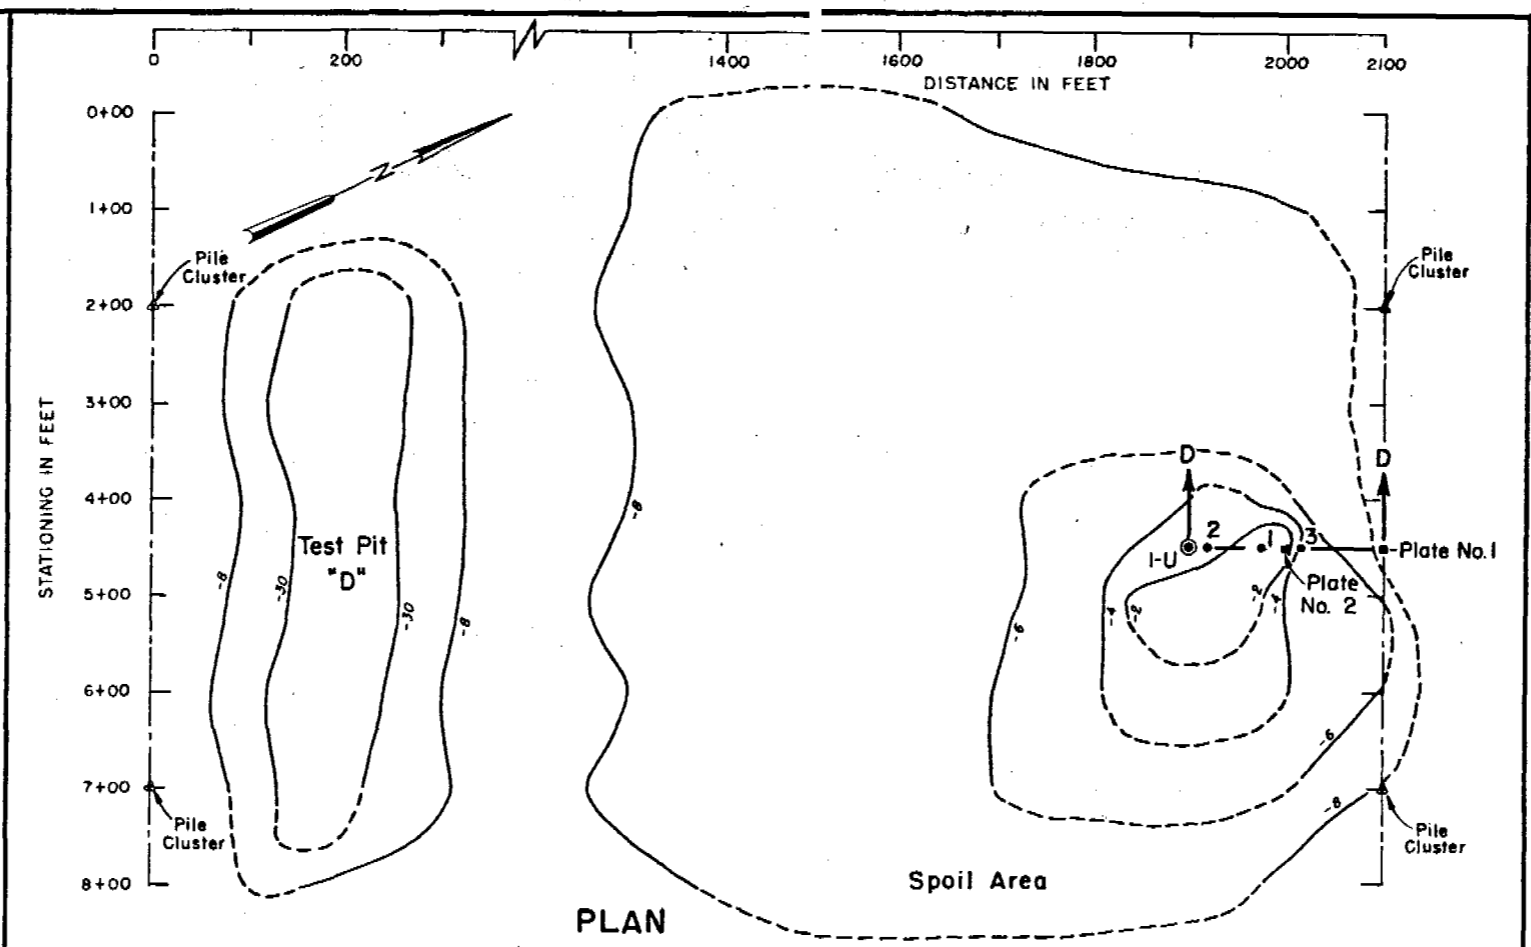 0
200
1400
1600
1800
2000
2100
DISTANCE IN FEET
0+00
1+00
2+00
3+00
4+00
5+00
6+00
7+00
8+00
STATIONING IN FEET
N
Pile
Cluster
Pile
Cluster
Pile
Cluster
Pile
Cluster
Test Pit
"D"
-8
-30
-30
-8
-8
D
D
2
1
3
1-U
Plate No.1
Plate
No. 2
-6
-4
-2
-2
-4
-6
-8
Spoil Area
PLAN